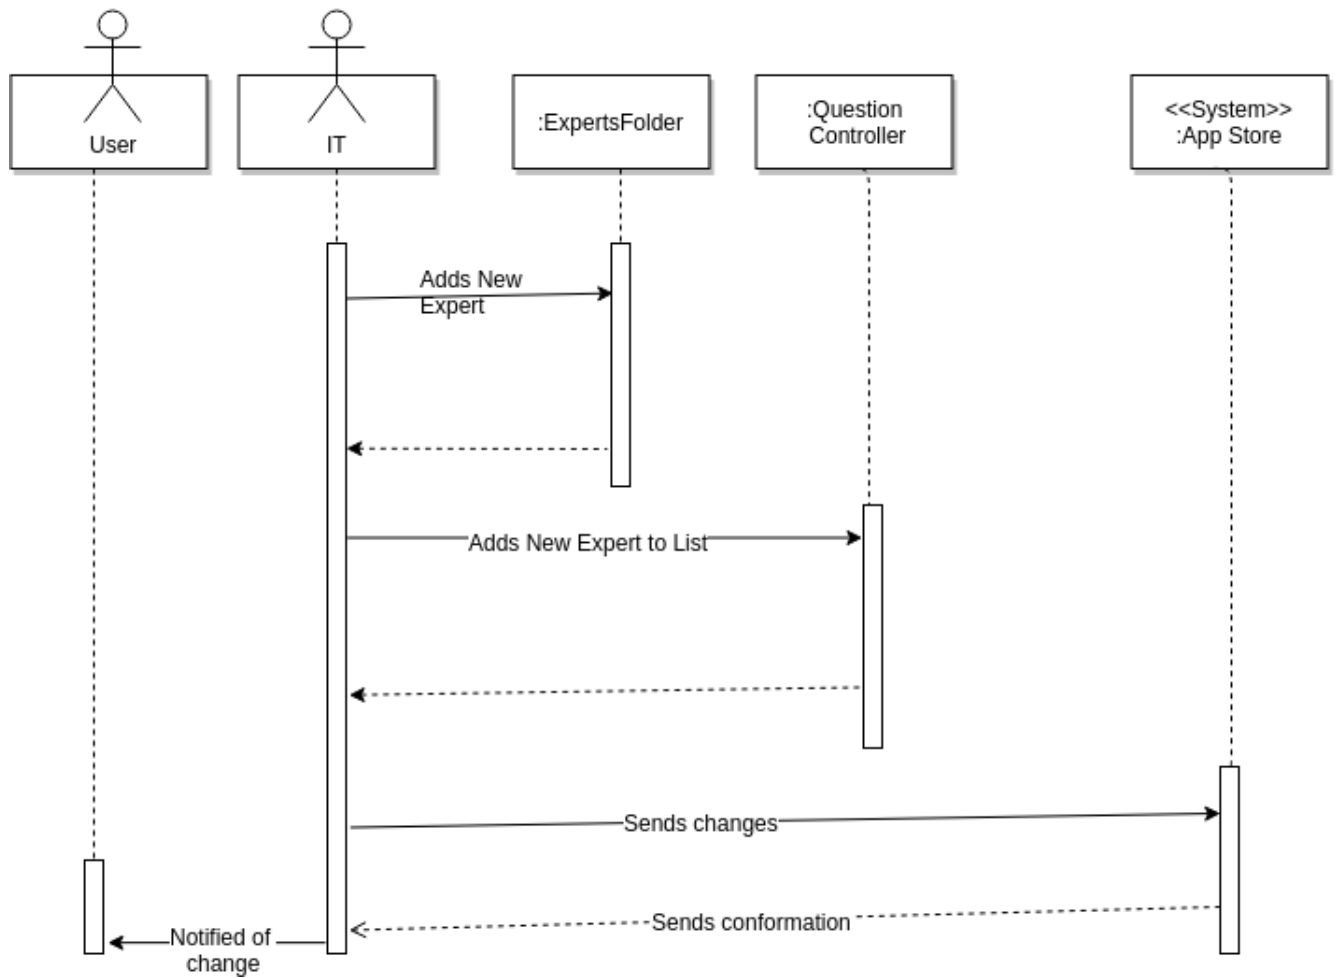 User
IT
:ExpertsFolder
:Question
Controller
<<System>>
:App Store
Adds New
Expert
Adds New Expert to List
Sends changes
Sends conformation
Notified of
change